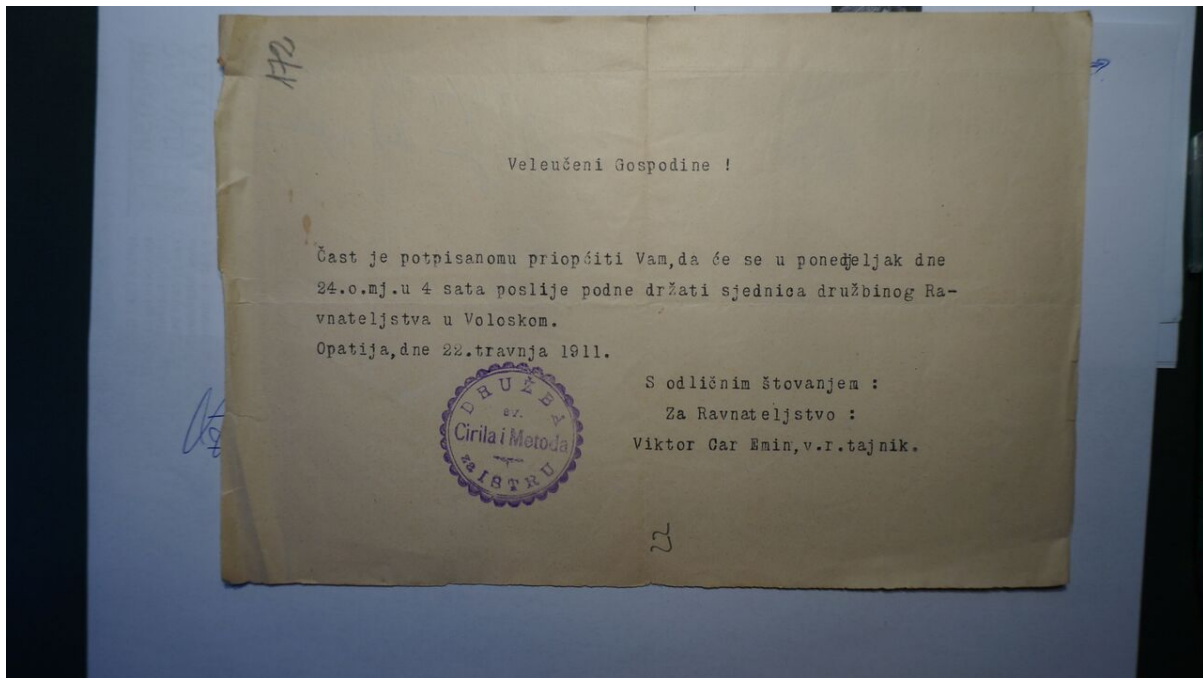 172
Veleučeni Gospodine !
Čast je potpisanomu priopćiti Vam,da će se u ponedjeljak dne
24.o.mj.u 4 sata poslije podne držati sjednica družbinog Ra-
vnateljstva u Voloskom.
Opatija,dne 22.travnja 1911.
S odličnim štovanjem :
Za Ravnateljstvo :
Viktor Car Emin,v.r.tajnik.
DRUŽBA
sv.
Cirila i Metoda
za ISTRU
22